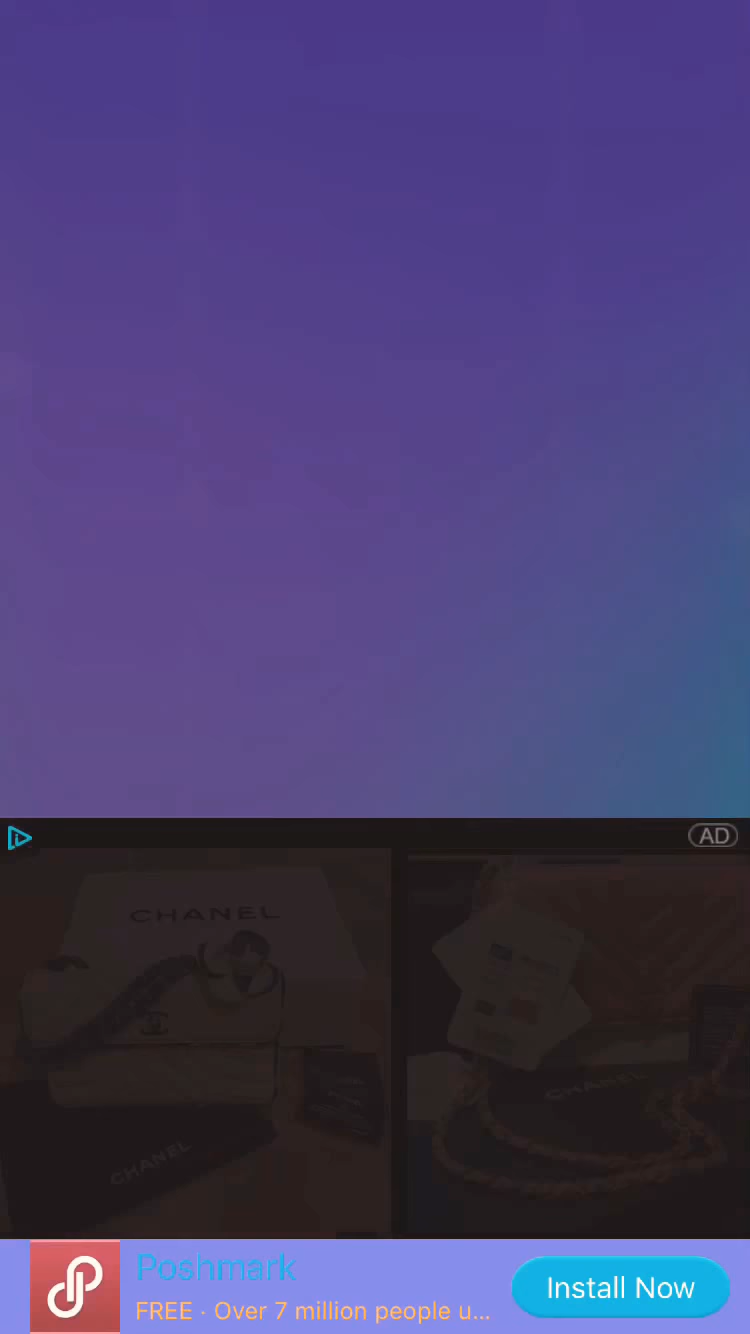 AD
CHANEL
CHANEL
CHANEL
Poshmark
FREE · Over 7 million people u...
Install Now